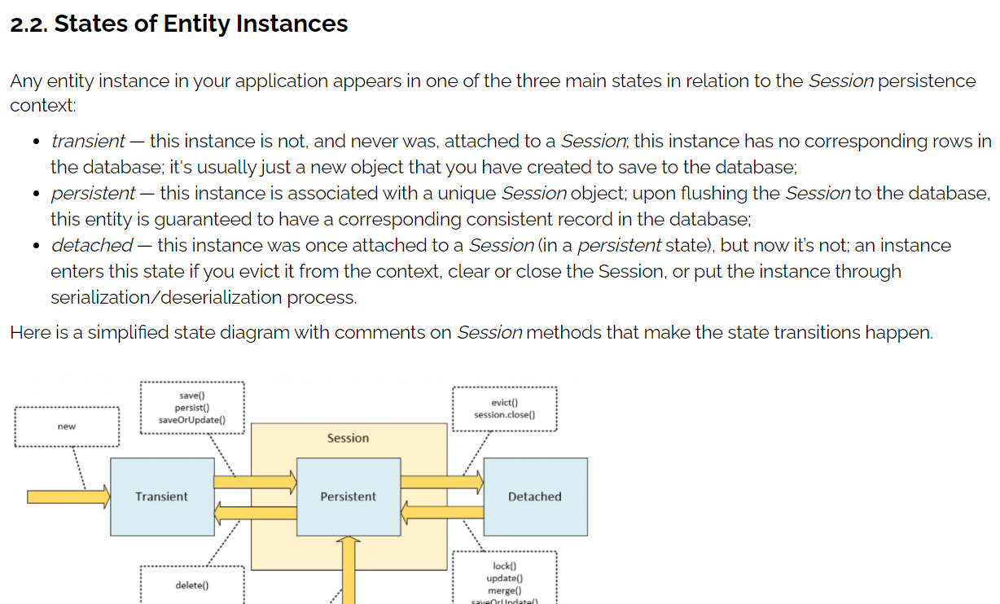 2.2. States of Entity Instances
Any entity instance in your application appears in one of the three main states in relation to the Session persistence
context:
• transient — this instance is not, and never was, attached to a Session; this instance has no corresponding rows in
the database; it's usually just a new object that you have created to save to the database;
• persistent — this instance is associated with a unique Session object; upon flushing the Session to the database,
this entity is guaranteed to have a corresponding consistent record in the database;
• detached — this instance was once attached to a Session (in a persistent state), but now it's not; an instance
enters this state if you evict it from the context, clear or close the Session, or put the instance through
serialization/deserialization process.
Here is a simplified state diagram with comments on Session methods that make the state transitions happen.
new
save()
persist()
saveOrUpdate()
evict()
session.close()
Session
Transient
Persistent
Detached
delete()
lock()
update()
merge()
saveOrUpdate()